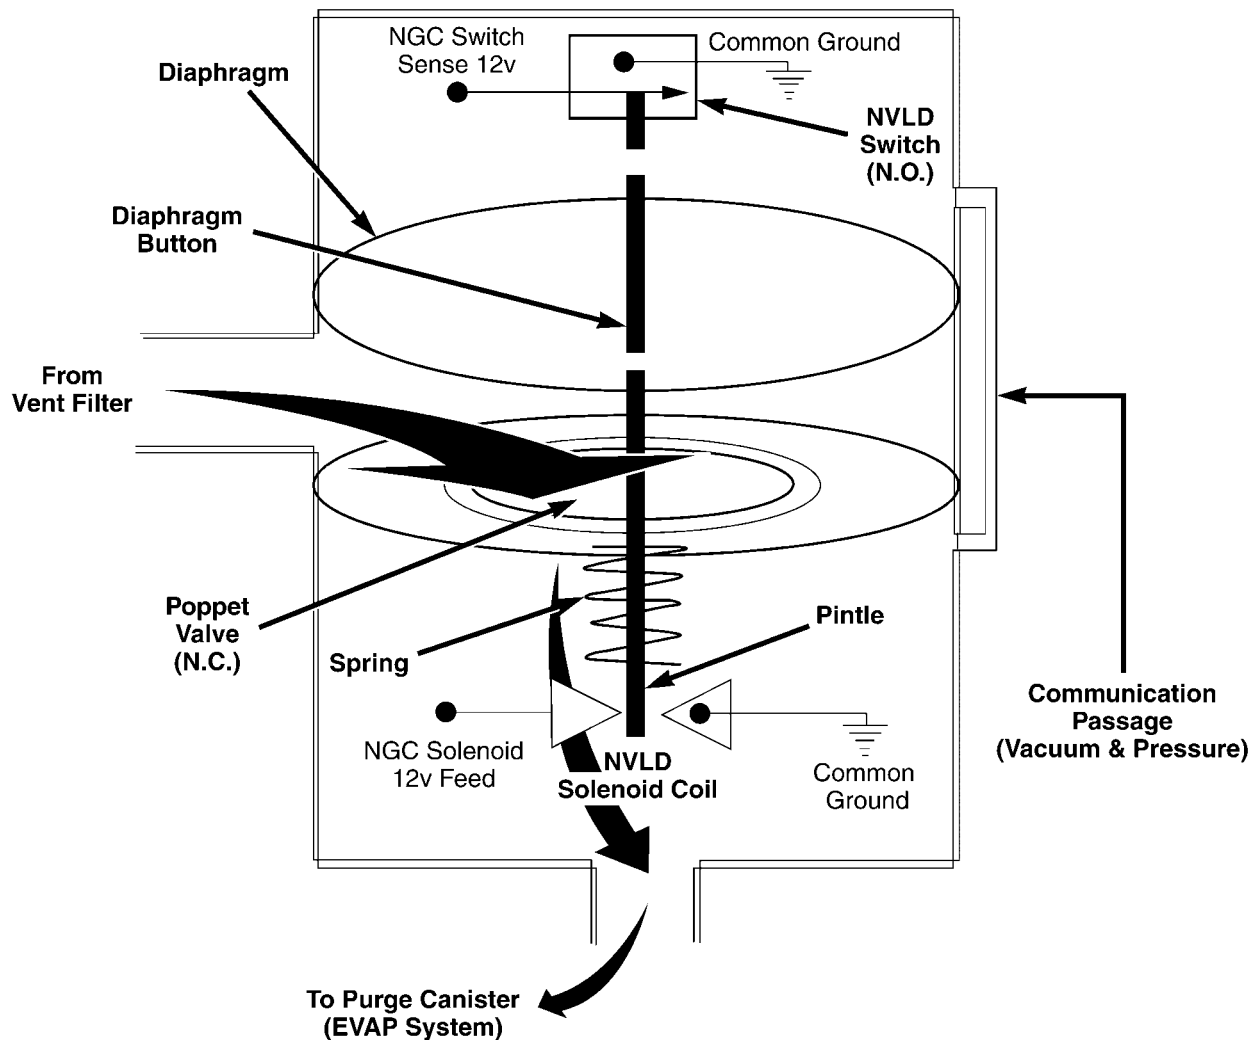 NGC Switch
Sense 12v
Common Ground
Diaphragm
NVLD
Switch
(N.O.)
Diaphragm
Button
From
Vent Filter
Poppet
Valve
(N.C.)
Spring
Pintle
Communication
Passage
(Vacuum & Pressure)
NGC Solenoid
12v Feed
NVLD
Solenoid Coil
Common
Ground
To Purge Canister
(EVAP System)